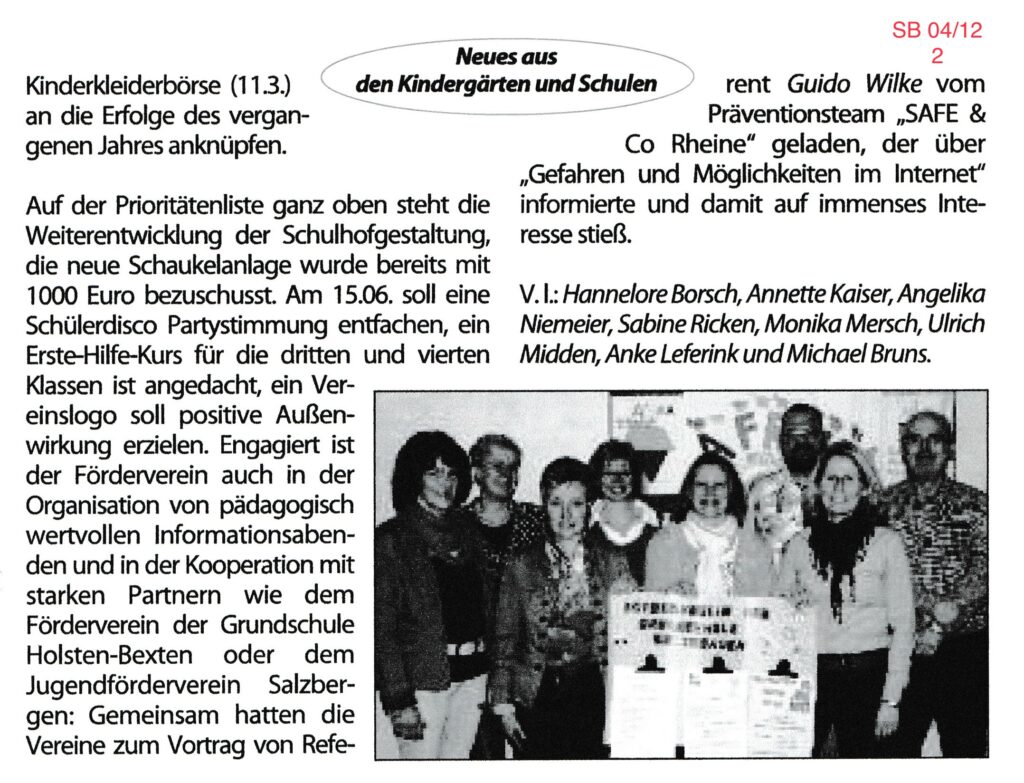 SB 04/12
2
Neues aus
den Kindergärten und Schulen
Kinderkleiderbörse (11.3.)
an die Erfolge des vergan-
genen Jahres anknüpfen.
Auf der Prioritätenliste ganz oben steht die
Weiterentwicklung der Schulhofgestaltung,
die neue Schaukelanlage wurde bereits mit
1000 Euro bezuschusst. Am 15.06. soll eine
Schülerdisco Partystimmung entfachen, ein
Erste-Hilfe-Kurs für die dritten und vierten
Klassen ist angedacht, ein Ver-
einslogo soll positive Außen-
wirkung erzielen. Engagiert ist
der Förderverein auch in der
Organisation von pädagogisch
wertvollen Informationsaben-
den und in der Kooperation mit
starken Partnern wie dem
Förderverein der Grundschule
Holsten-Bexten oder dem
Jugendförderverein Salzber-
gen: Gemeinsam hatten die
Vereine zum Vortrag von Refe-
rent Guido Wilke vom
Präventionsteam „SAFE &
Co Rheine“ geladen, der über
„Gefahren und Möglichkeiten im Internet“
informierte und damit auf immenses Inte-
resse stieß.
V. l.: Hannelore Borsch, Annette Kaiser, Angelika
Niemeier, Sabine Ricken, Monika Mersch, Ulrich
Midden, Anke Leferink und Michael Bruns.